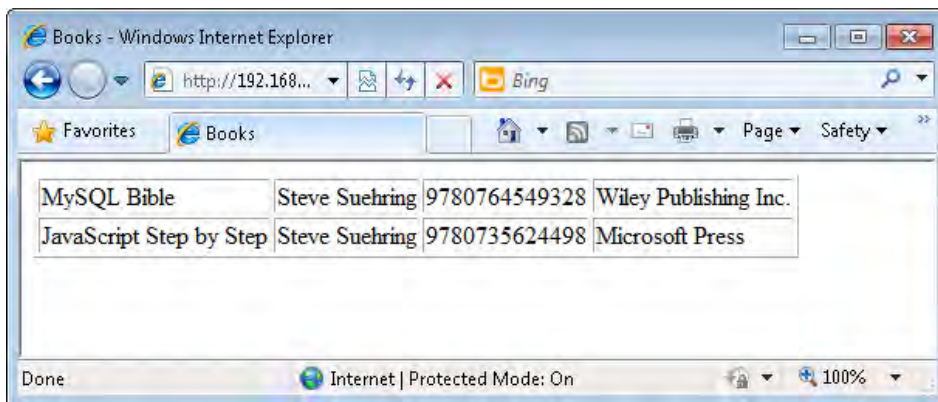 Books - Windows Internet Explorer
http://192.168... Bing
Favorites Books Page Safety
MySQL Bible Steve Suehring 9780764549328 Wiley Publishing Inc.
JavaScript Step by Step Steve Suehring 9780735624498 Microsoft Press
Done Internet | Protected Mode: On 100%